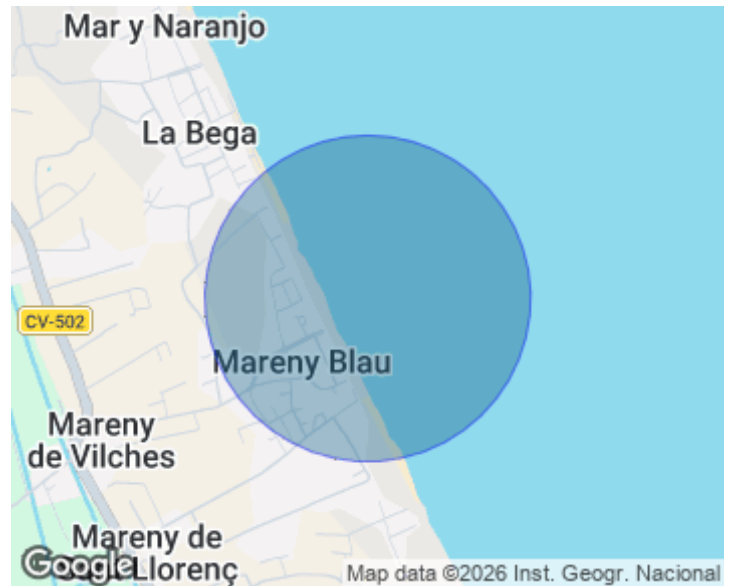 Mar y Naranjo
La Bega
CV-502
Mareny Blau
Mareny
de Vilches
Mareny de
Llorenç
Google
Map data ©2026 Inst. Geogr. Nacional